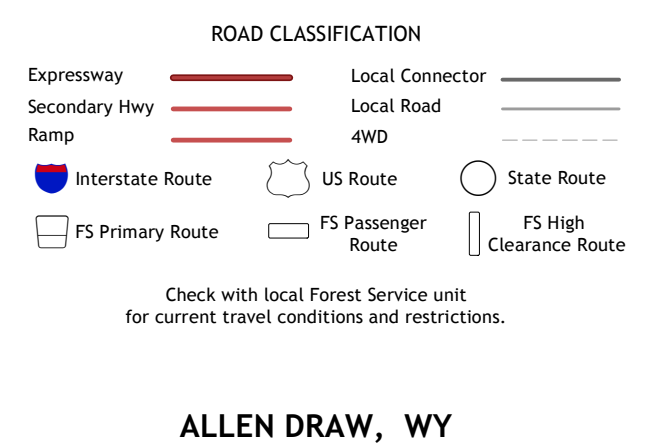 ROAD CLASSIFICATION
Expressway
Local Connector
Secondary Hwy
Local Road
Ramp
4WD
Interstate Route
US Route
State Route
FS Primary Route
FS Passenger
Route
FS High
Clearance Route
Check with local Forest Service unit
for current travel conditions and restrictions.
ALLEN DRAW, WY